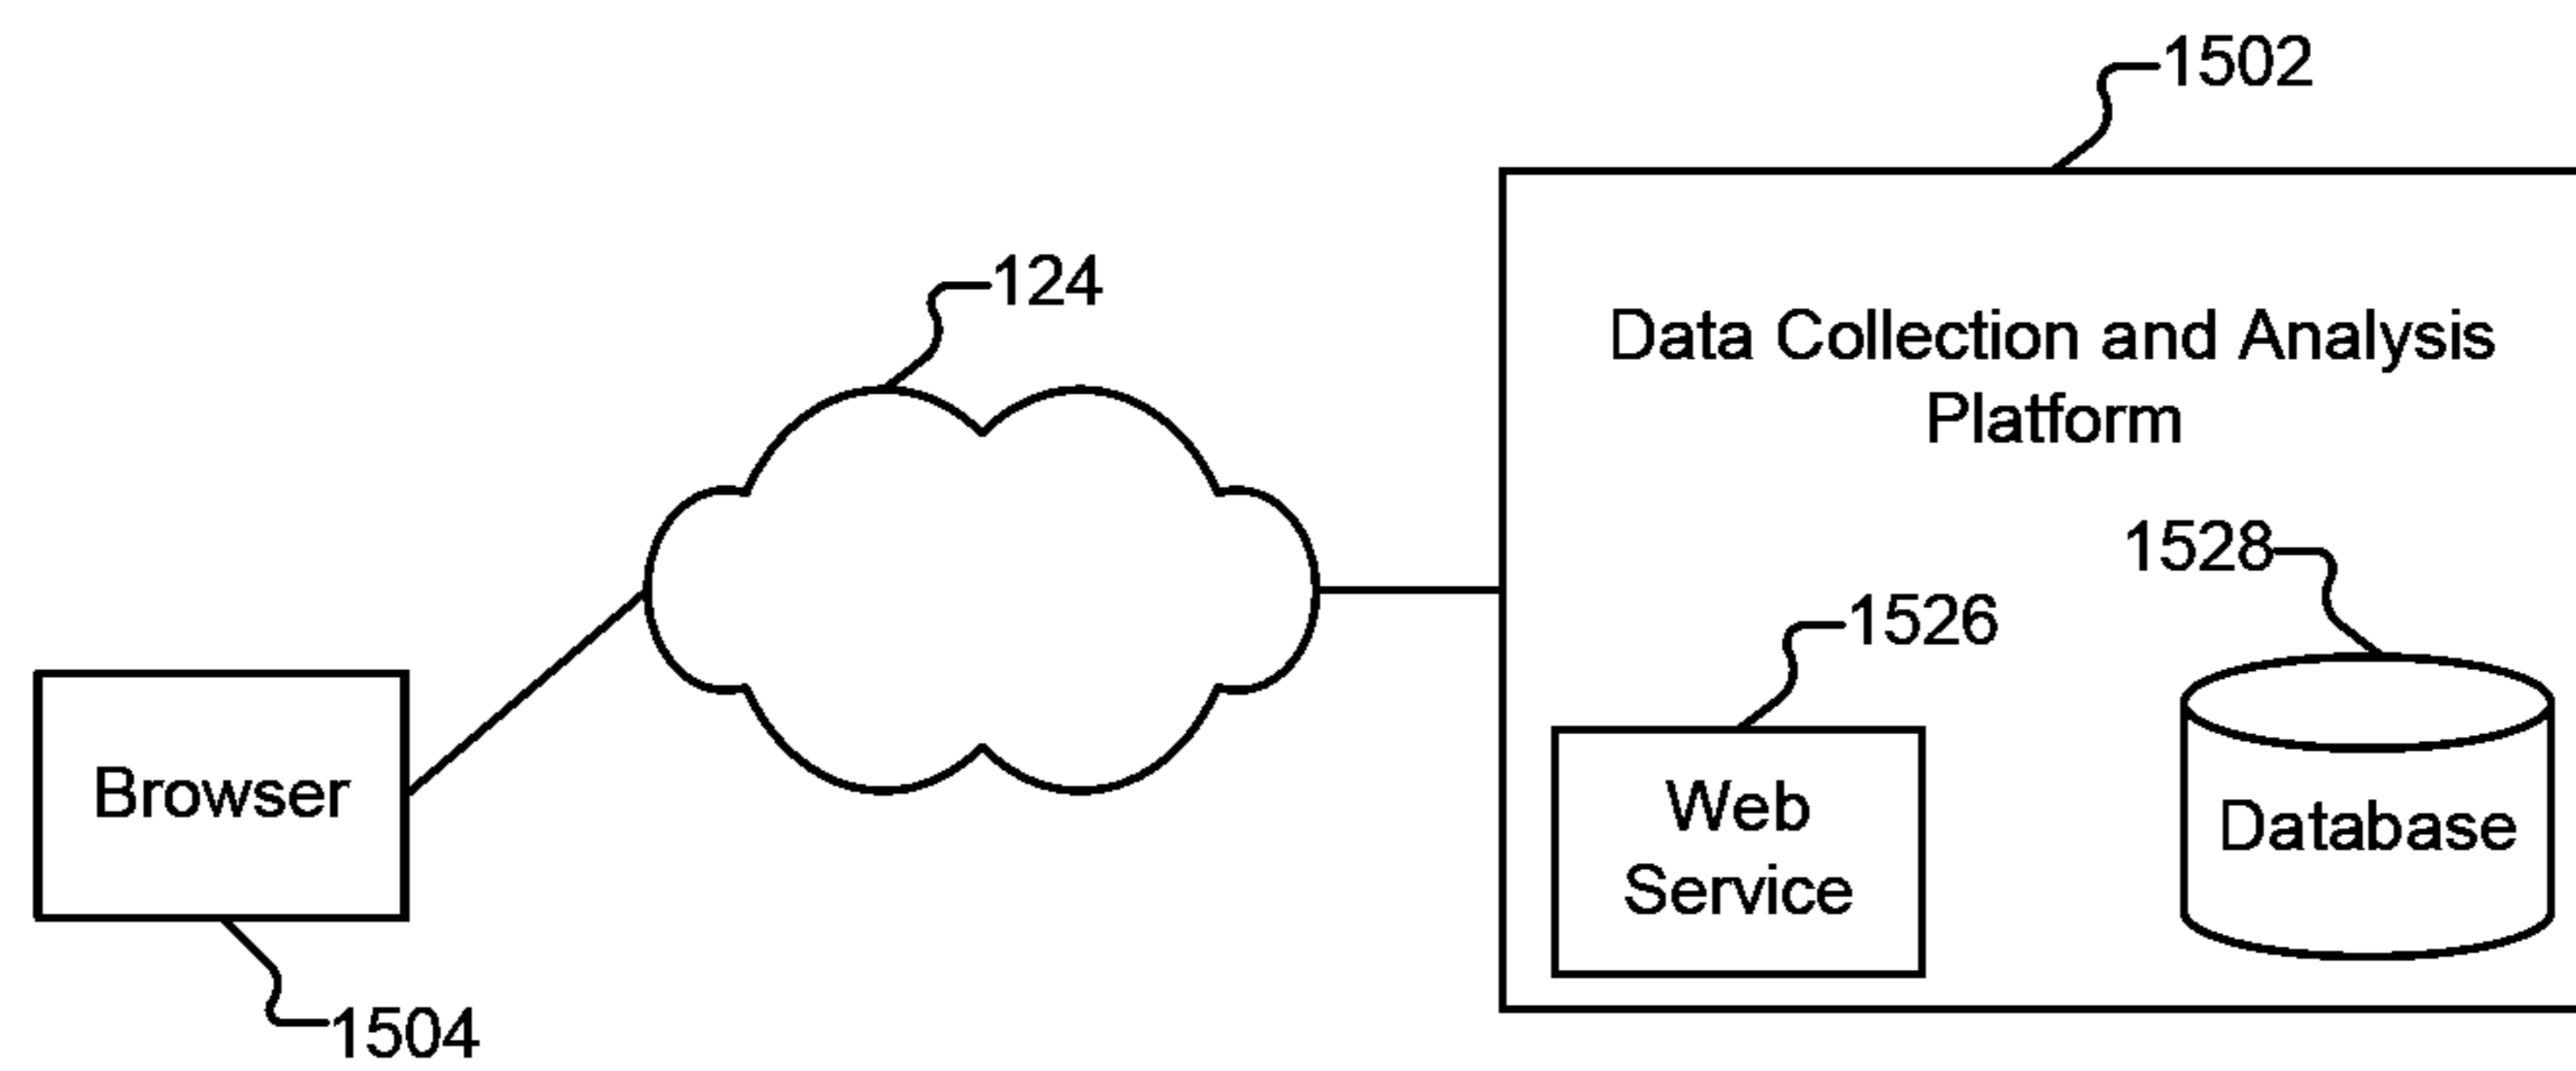 1502
124
Data Collection and Analysis
Platform
1528
1526
Web
Service
Database
Browser
1504